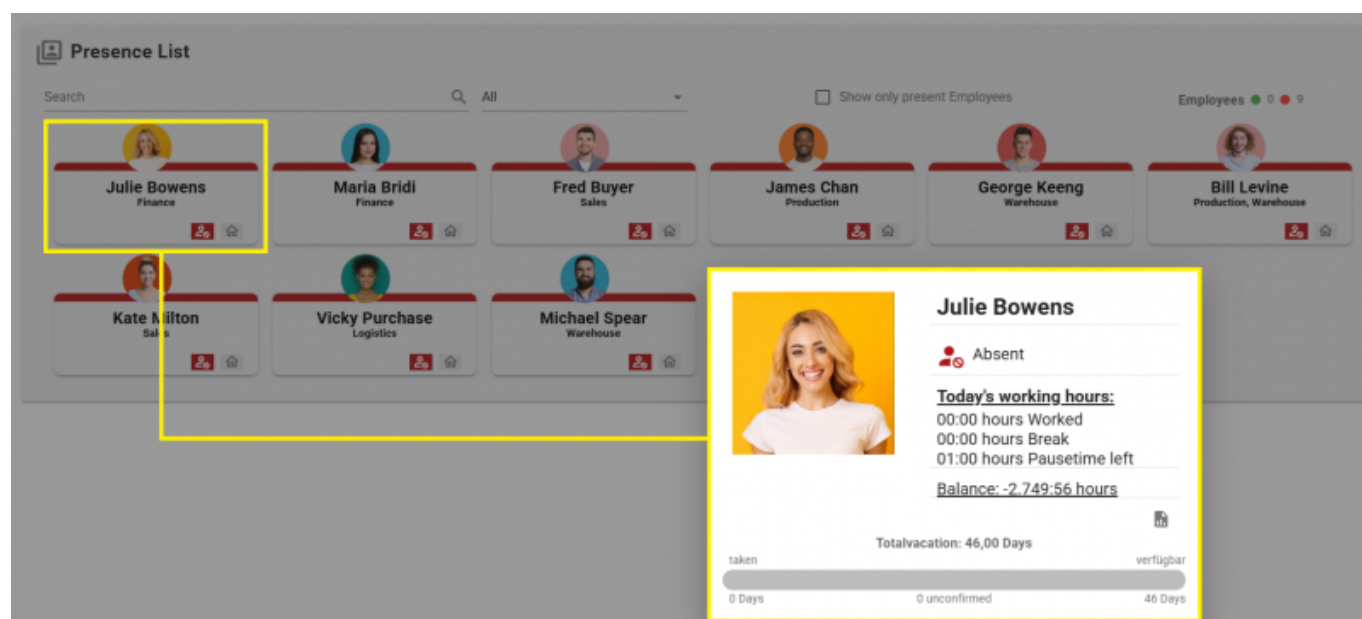 Presence List
Search All Show only present Employees Employees 0 9
Julie Bowens Maria Bridi Fred Buyer James Chan George Keeng Bill Levine
Finance Finance Sales Production Warehouse Production, Warehouse
Kate Milton Vicky Purchase Michael Spear
Sales Logistics Warehouse
Julie Bowens
Absent
Today's working hours:
00:00 hours Worked
00:00 hours Break
01:00 hours Pausetime left
Balance: -2.749:56 hours
Totalvacation: 46,00 Days
taken verfügbar
0 Days 0 unconfirmed 46 Days